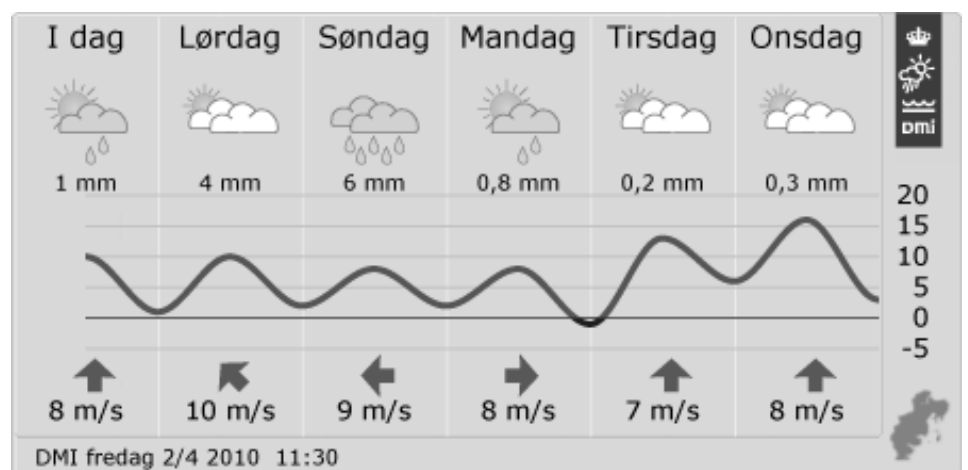 I dag Lørdag Søndag Mandag Tirsdag Onsdag
DMI
1 mm 4 mm 6 mm 0,8 mm 0,2 mm 0,3 mm
20
15
10
5
0
-5
8 m/s 10 m/s 9 m/s 8 m/s 7 m/s 8 m/s
DMI fredag 2/4 2010 11:30